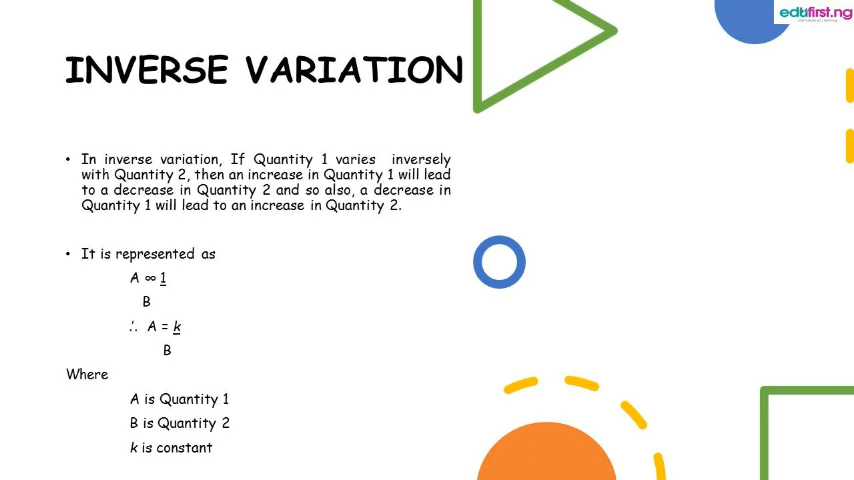 edufirst.ng
INVERSE VARIATION
• In inverse variation, If Quantity 1 varies inversely
with Quantity 2, then an increase in Quantity 1 will lead
to a decrease in Quantity 2 and so also, a decrease in
Quantity 1 will lead to an increase in Quantity 2.
• It is represented as
A ∞ 1
B
∴ A = k
B
Where
A is Quantity 1
B is Quantity 2
k is constant